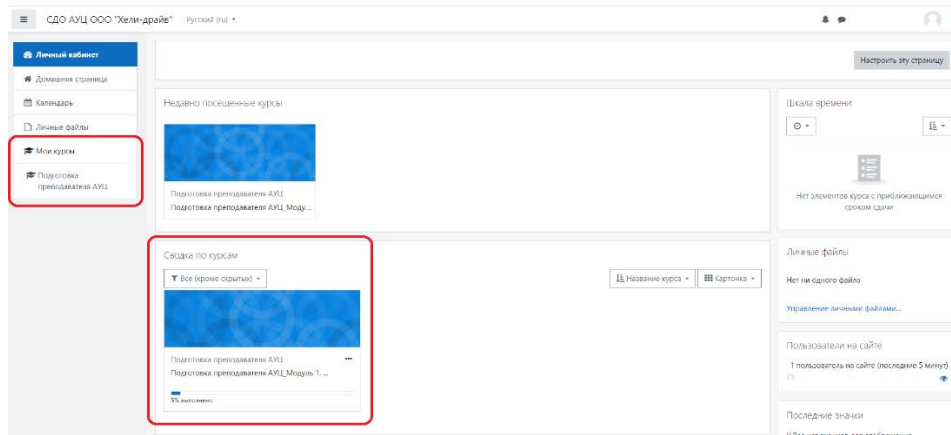 СДО АУЦ ООО "Хели-драйв" Русский (ru)
Личный кабинет
Домашняя страница
Календарь
Личные файлы
Мои курсы
Подготовка
преподавателя АУЦ
Настроить эту страницу
Недавно посещенные курсы
Подготовка преподавателя АУЦ
Подготовка преподавателя АУЦ_Моду...
Сводка по курсам
Все (кроме скрытых)
Название курса
Карточка
Подготовка преподавателя АУЦ
Подготовка преподавателя АУЦ_Модуль 1. ...
5% выполнено
Шкала времени
Нет элементов курса с приближающимся
сроком сдачи
Личные файлы
Нет ни одного файла
Управление личными файлами...
Пользователи на сайте
1 пользователь на сайте (последние 5 минут)
Последние значки